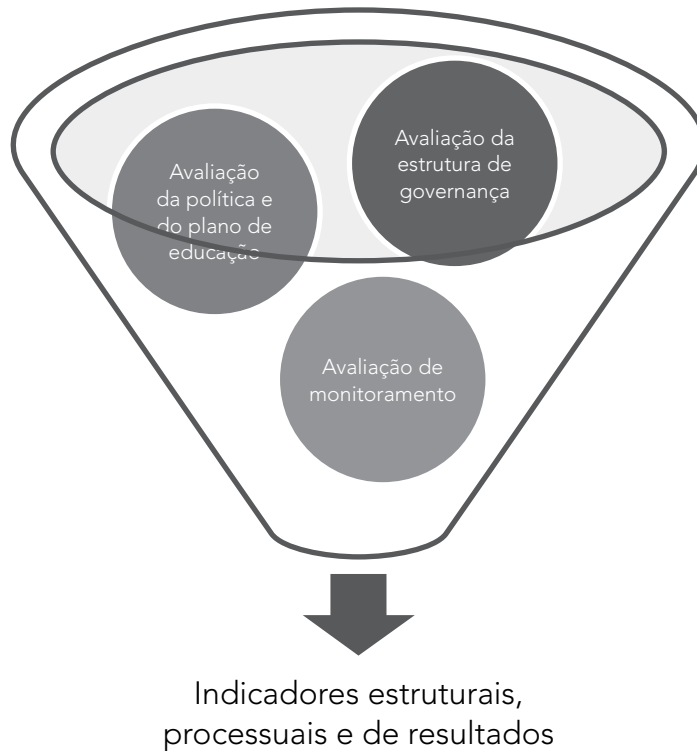 Avaliação da
estrutura de
governança
Avaliação
da política e
do plano de
educação
Avaliação de
monitoramento
Indicadores estruturais,
processuais e de resultados